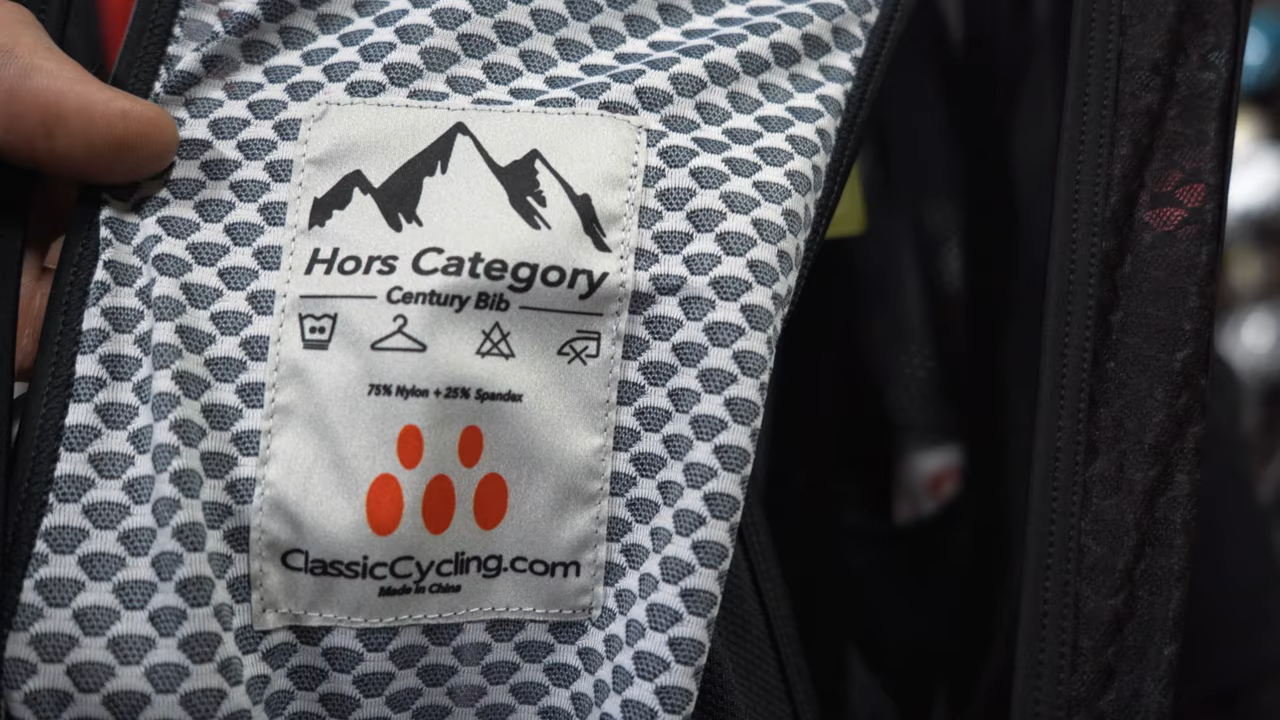 Hors Category
Century Bib
75% Nylon + 25% Spandex
ClassicCycling.com
Made in China